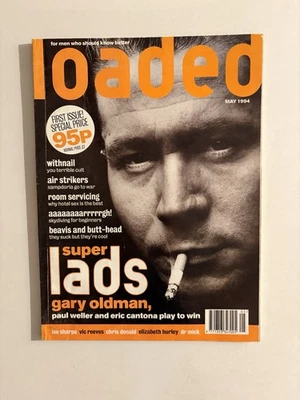 for men who should know better
loaded
MAY 1994
FIRST ISSUE!
SPECIAL PRICE
95P
withnail
you terrible cult
air strikers
sampdoria go to war
room servicing
why hotel sex is the best
aaaaaaarrrrrgh!
skydiving for beginners
beavis and butt-head
they suck but they're cool
super
lads
gary oldman,
paul weller and eric cantona play to win
lee sharpe • vic reeves • chris donald • elizabeth hurley • dr mick